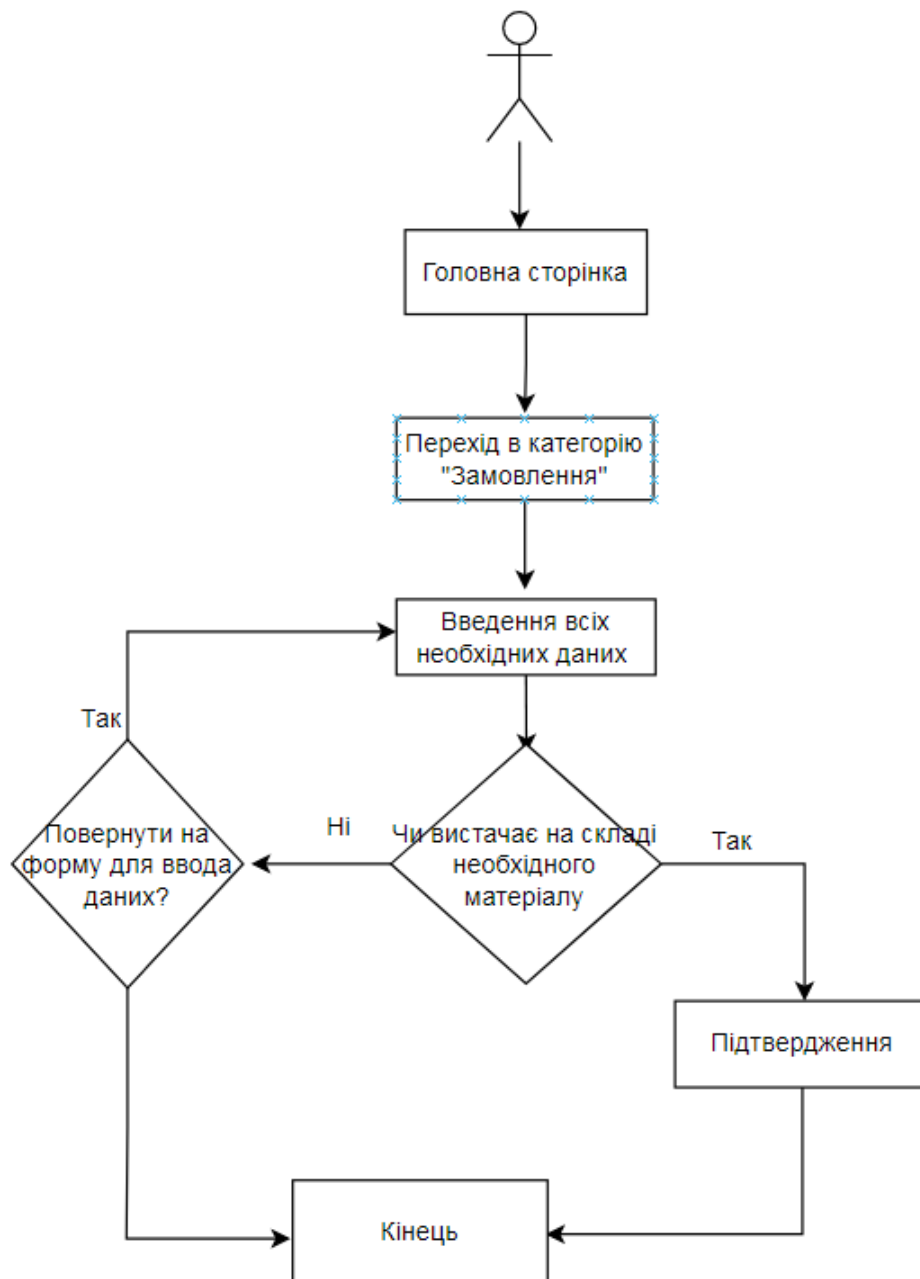 Головна сторінка
Перехід в категорію
"Замовлення"
Введення всіх
необхідних даних
Так
Повернути на
форму для ввода
даних?
Ні
Чи вистачає на складі
необхідного
матеріалу
Так
Підтвердження
Кінець